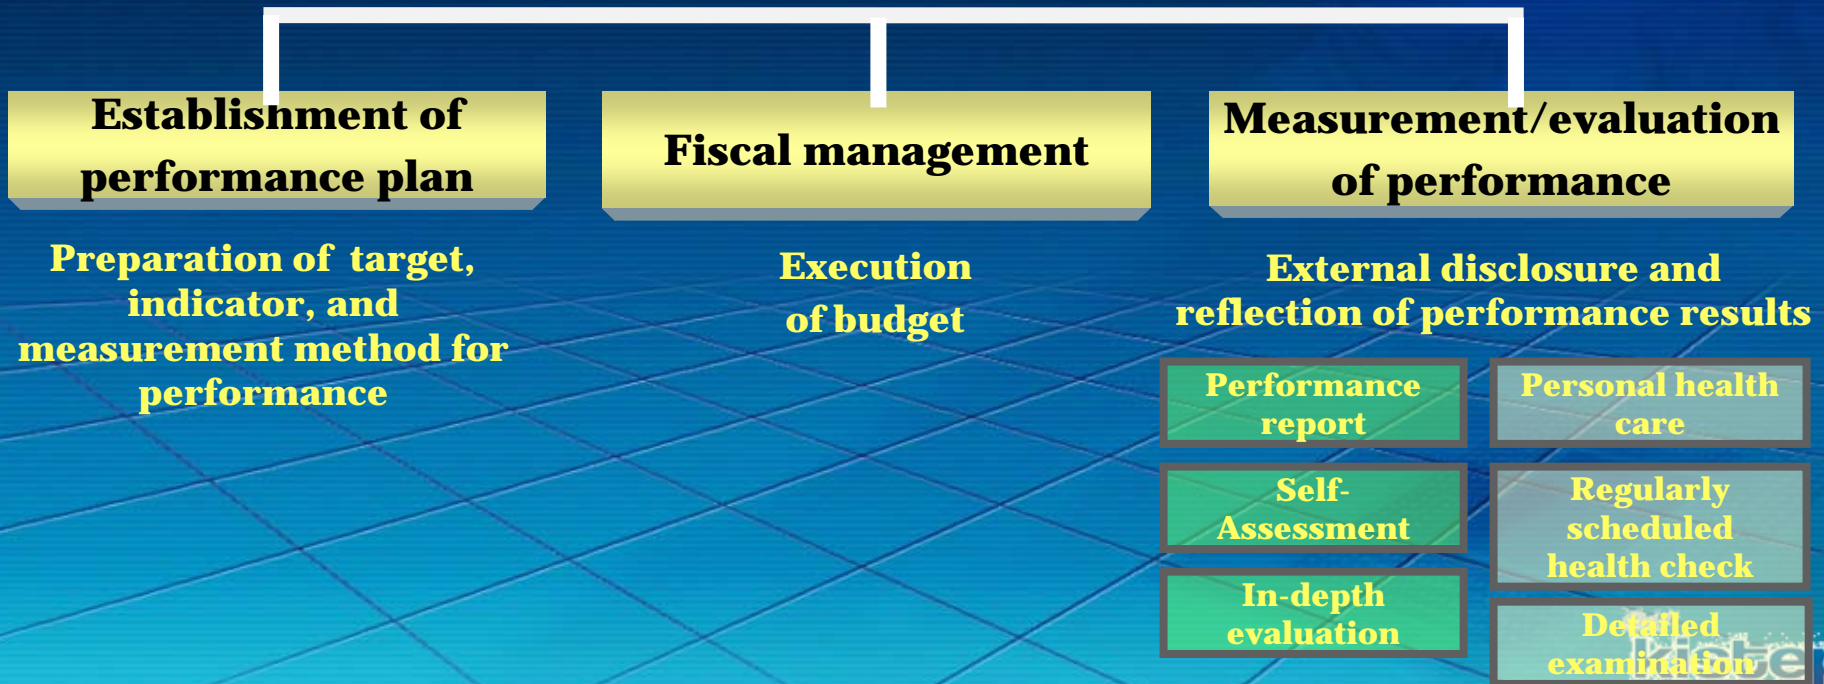 Establishment of
performance plan
Fiscal management
Measurement/evaluation
of performance
Preparation of target,
indicator, and
measurement method for
performance
Execution
of budget
External disclosure and
reflection of performance results
Performance
report
Personal health
care
Self-
Assessment
Regularly
scheduled
health check
In-depth
evaluation
Detailed
examination